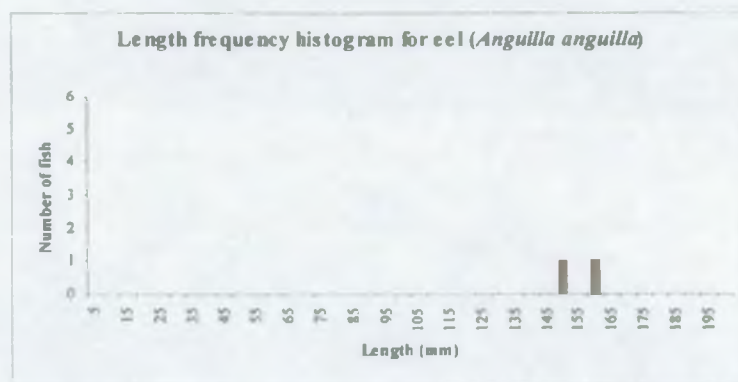 Length frequency histogram for eel (Anguilla anguilla)
6
5
4
3
2
1
0
Number of fish
5 15 25 35 45 55 65 75 85 95 105 115 125 135 145 155 165 175 185 195
Length (mm)